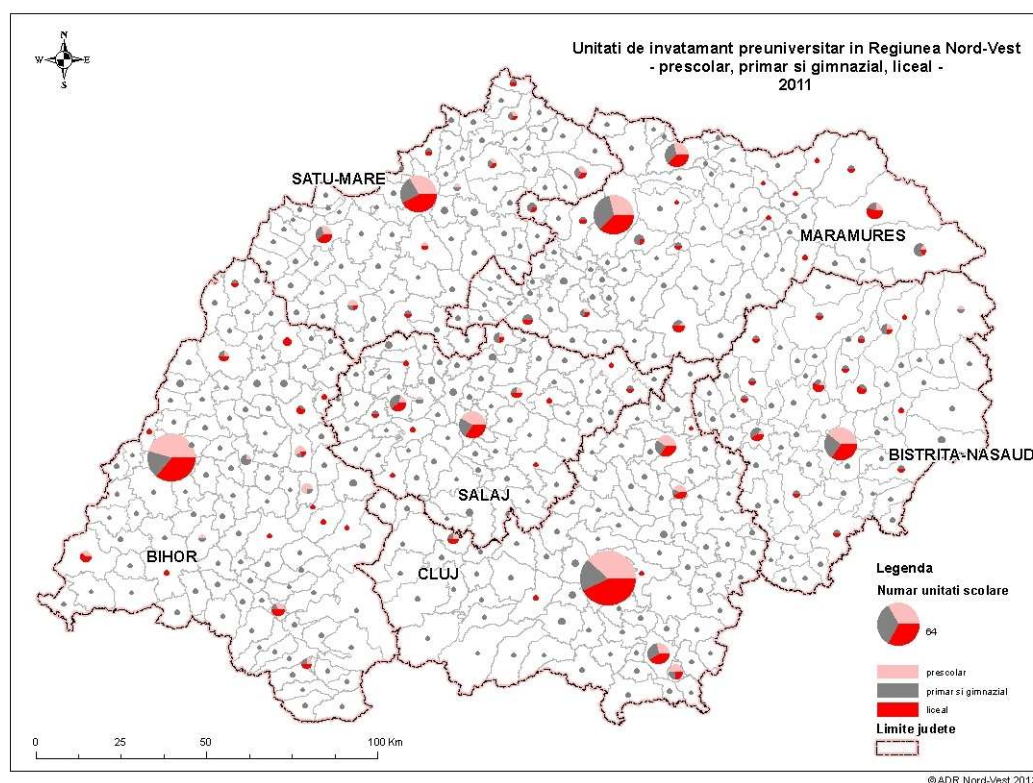 N
W E
S
Unitati de invatamant preuniversitar in Regiunea Nord-Vest
- prescolar, primar si gimnazial, liceal -
2011
SATU-MARE
MARAMURES
BISTRITA-NASAUD
SALAJ
BIHOR
CLUJ
Legenda
Numar unitati scolare
64
prescolar
primar si gimnazial
liceal
Limite judete
0 25 50 100 Km
©ADR Nord-Vest 2012